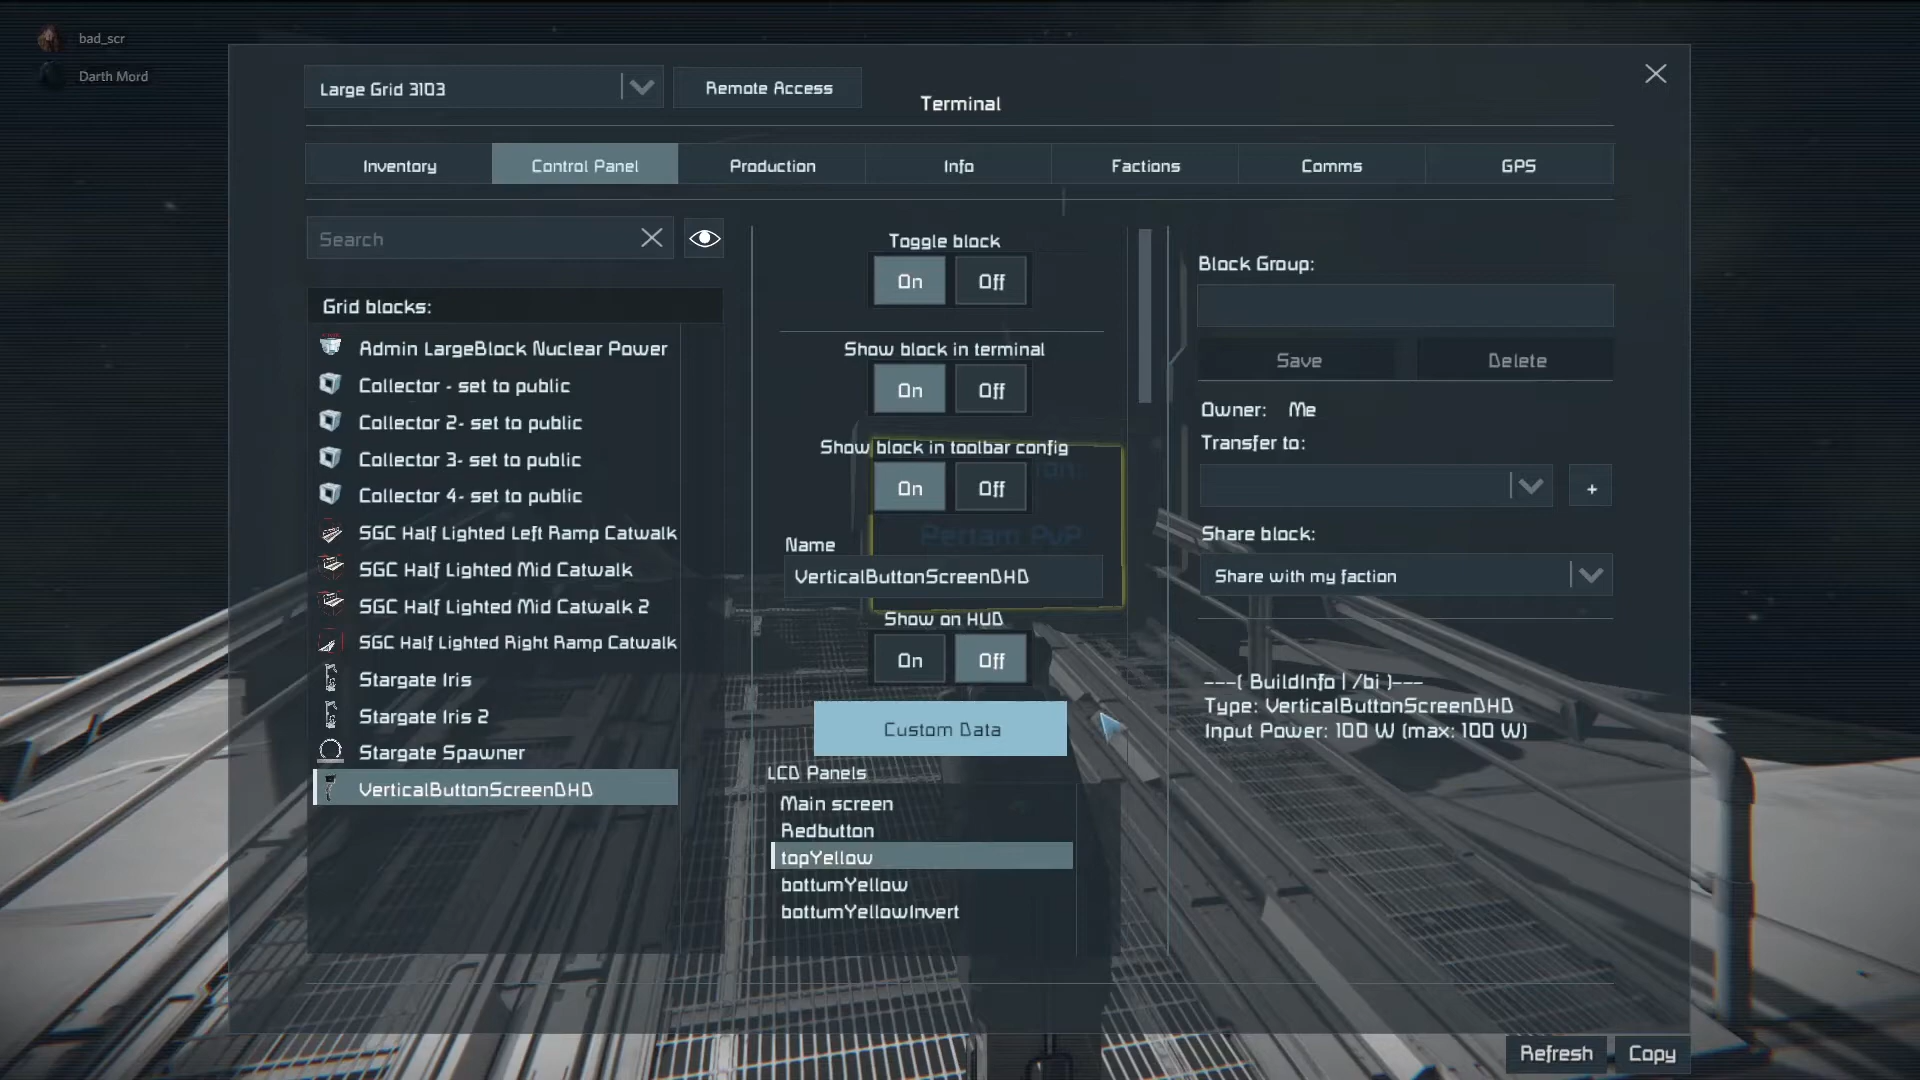 bad_scr
Darth Mord
Large Grid 3103
Remote Access
Terminal
Inventory
Control Panel
Production
Info
Factions
Comms
GPS
Search
Grid blocks:
Admin LargeBlock Nuclear Power
Collector - set to public
Collector 2- set to public
Collector 3- set to public
Collector 4- set to public
SGC Half Lighted Left Ramp Catwalk
SGC Half Lighted Mid Catwalk
SGC Half Lighted Mid Catwalk 2
SGC Half Lighted Right Ramp Catwalk
Stargate Iris
Stargate Iris 2
Stargate Spawner
VerticalButtonScreenDHD
Toggle block
On
Off
Show block in terminal
On
Off
Show block in toolbar config
On
Off
Pertam PvP
Name
VerticalButtonScreenDHD
Show on HUD
On
Off
Custom Data
LCD Panels
Main screen
Redbutton
topYellow
bottumYellow
bottumYellowInvert
Block Group:
Save
Delete
Owner: Me
Transfer to:
+
Share block:
Share with my faction
---( BuildInfo | /bi )---
Type: VerticalButtonScreenDHD
Input Power: 100 W (max: 100 W)
Refresh
Copy